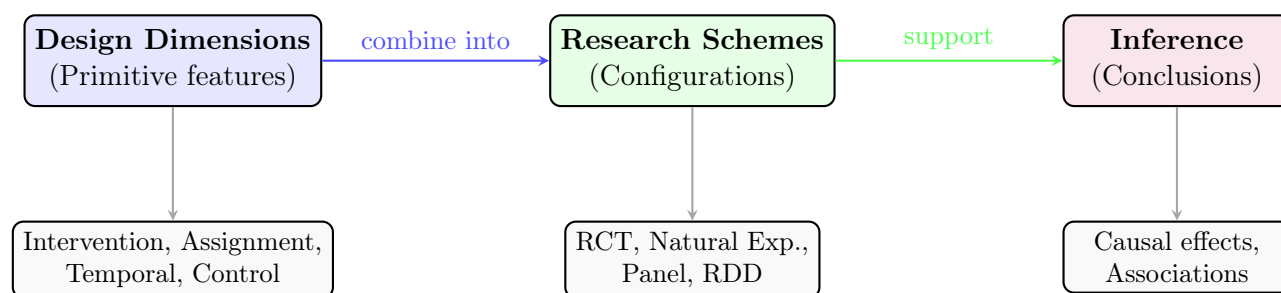 Design Dimensions
(Primitive features)
combine into
Research Schemes
(Configurations)
support
Inference
(Conclusions)
Intervention, Assignment,
Temporal, Control
RCT, Natural Exp.,
Panel, RDD
Causal effects,
Associations